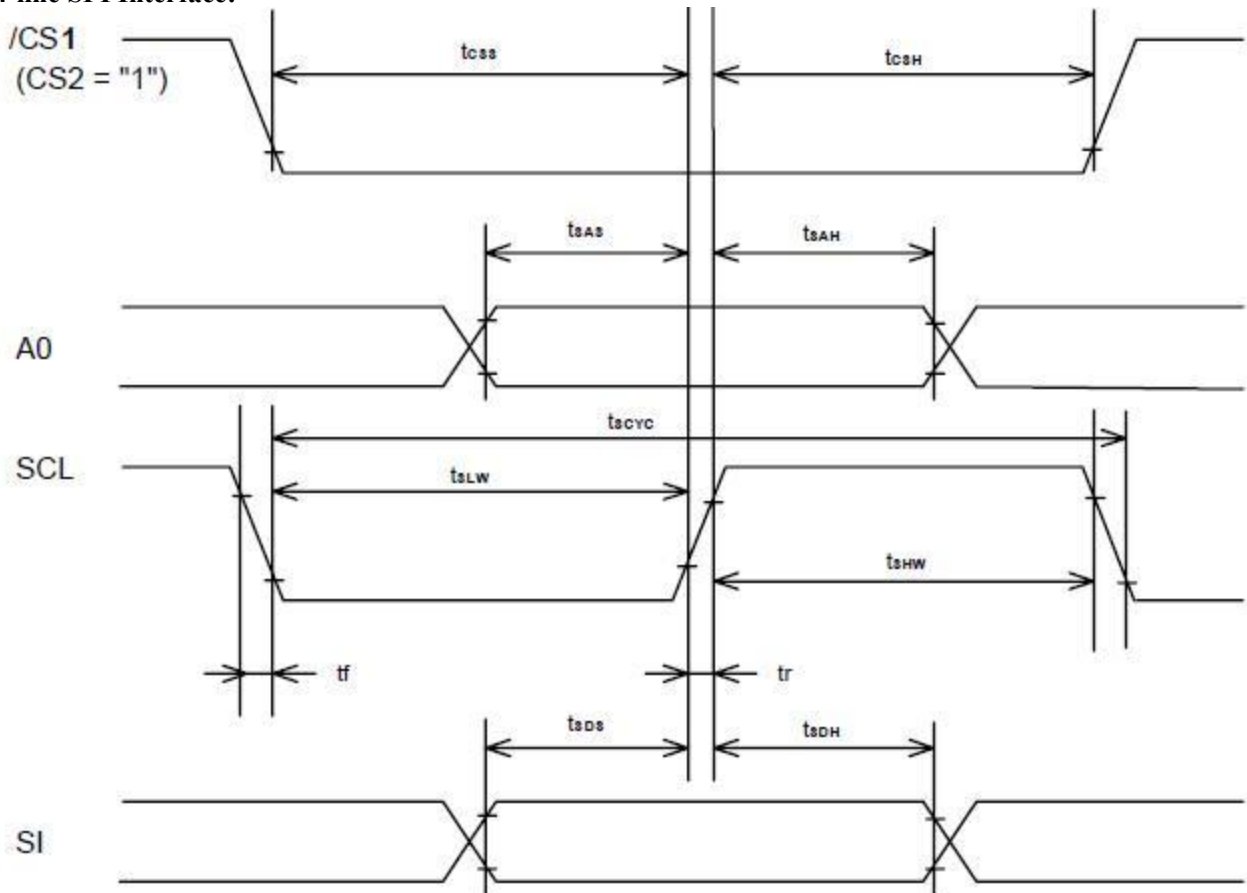 /CS1
(CS2 = "1")
tCSS
tCSH
A0
tSAS
tSAH
SCL
tSCYC
tSLW
tSHW
tf
tr
tSDS
tSDH
SI